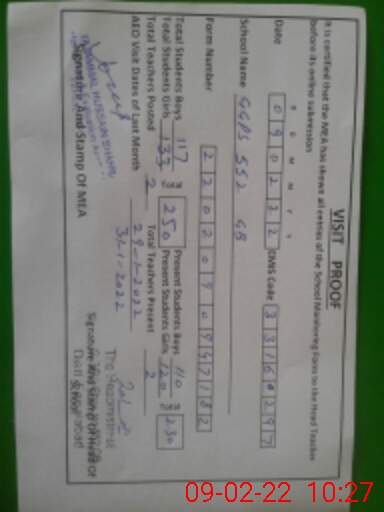 VISIT PROOF
It is certified that the MEA has shown all entries of the School Monitoring Form to the Head Teacher
before its online submission
D D M M Y Y
Date 0 9 0 2 2 2 EMIS Code 3 3 1 6 0 2 9 7
School Name GGPS 552 GB
Form Number 2 2 0 2 0 9 0 9 4 7 1 8 2
Total Students Boys 117 Total 250 Present Students Boys 110 Total 230
Total Students Girls 133 Present Students Girls 120
Total Teachers Posted 2 Total Teachers Present 2
AEO Visit Dates of Last Month 29-1-2022
31-1-2022
Signature And Stamp Of MEA
The Headmistress
Signature And Stamp of Head Of
School
09-02-22 10:27